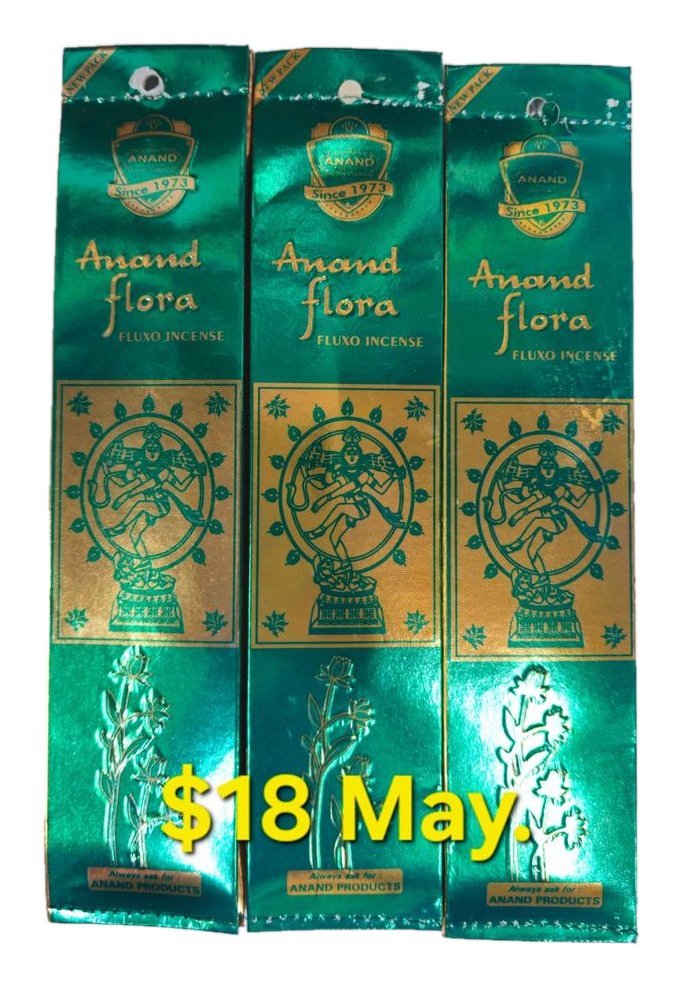 NEW PACK
ANAND
Since 1973
Anand
flora
FLUXO INCENSE
NEW PACK
ANAND
Since 1973
Anand
flora
FLUXO INCENSE
NEW PACK
ANAND
Since 1973
Anand
flora
FLUXO INCENSE
$18 May.
Always ask for :
ANAND PRODUCTS
Always ask for :
ANAND PRODUCTS
Always ask for :
ANAND PRODUCTS